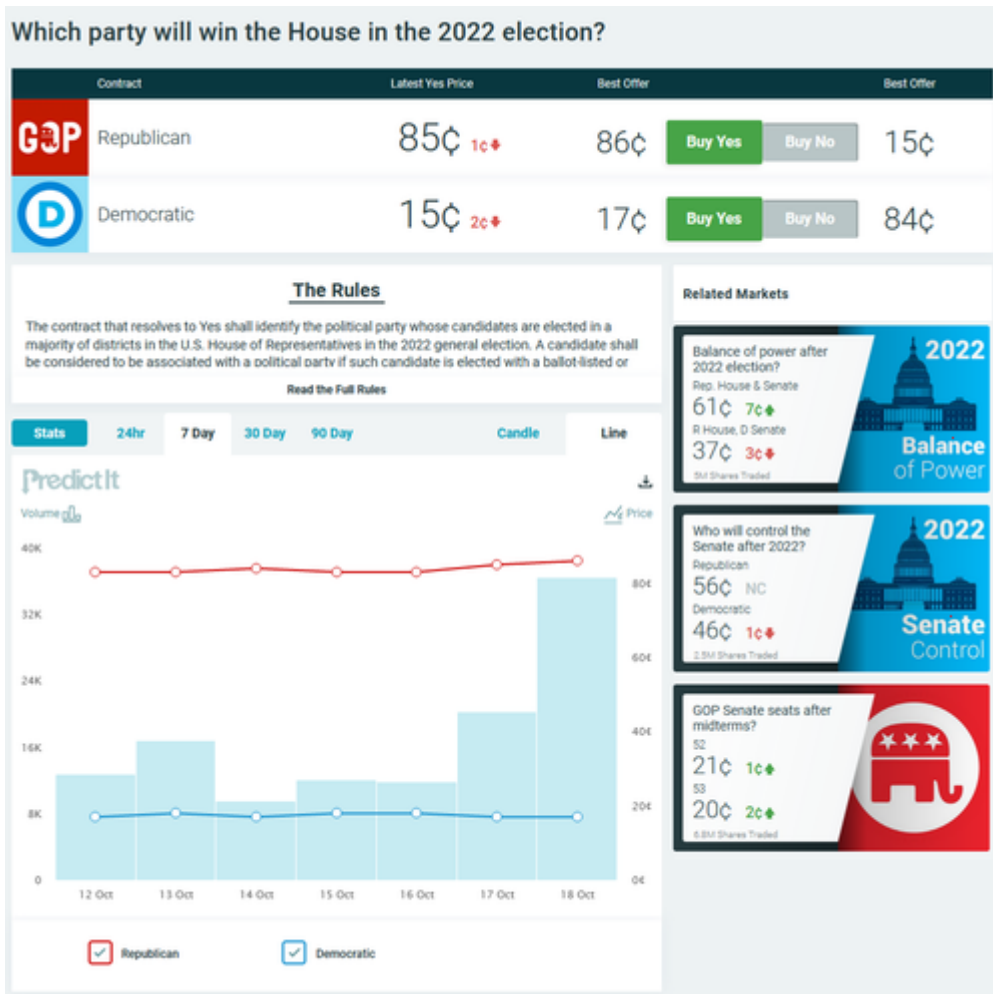 Which party will win the House in the 2022 election?
Contract Latest Yes Price Best Offer Best Offer
GOP Republican 85¢ 1¢ 86¢ Buy Yes Buy No 15¢
D Democratic 15¢ 2¢ 17¢ Buy Yes Buy No 84¢
The Rules
The contract that resolves to Yes shall identify the political party whose candidates are elected in a
majority of districts in the U.S. House of Representatives in the 2022 general election. A candidate shall
be considered to be associated with a political party if such candidate is elected with a ballot-listed or
Read the Full Rules
Stats 24hr 7 Day 30 Day 90 Day Candle Line
PredictIt
Volume Price
40K
32K
24K
16K
8K
0
80¢
60¢
40¢
20¢
0¢
12 Oct 13 Oct 14 Oct 15 Oct 16 Oct 17 Oct 18 Oct
Republican Democratic
Related Markets
Balance of power after
2022 election?
Rep. House & Senate
61¢ 7¢
R House, D Senate
37¢ 3¢
5M Shares Traded
2022
Balance
of Power
Who will control the
Senate after 2022?
Republican
56¢ NC
Democratic
46¢ 1¢
2.5M Shares Traded
2022
Senate
Control
GOP Senate seats after
midterms?
52
21¢ 1¢
53
20¢ 2¢
6.8M Shares Traded